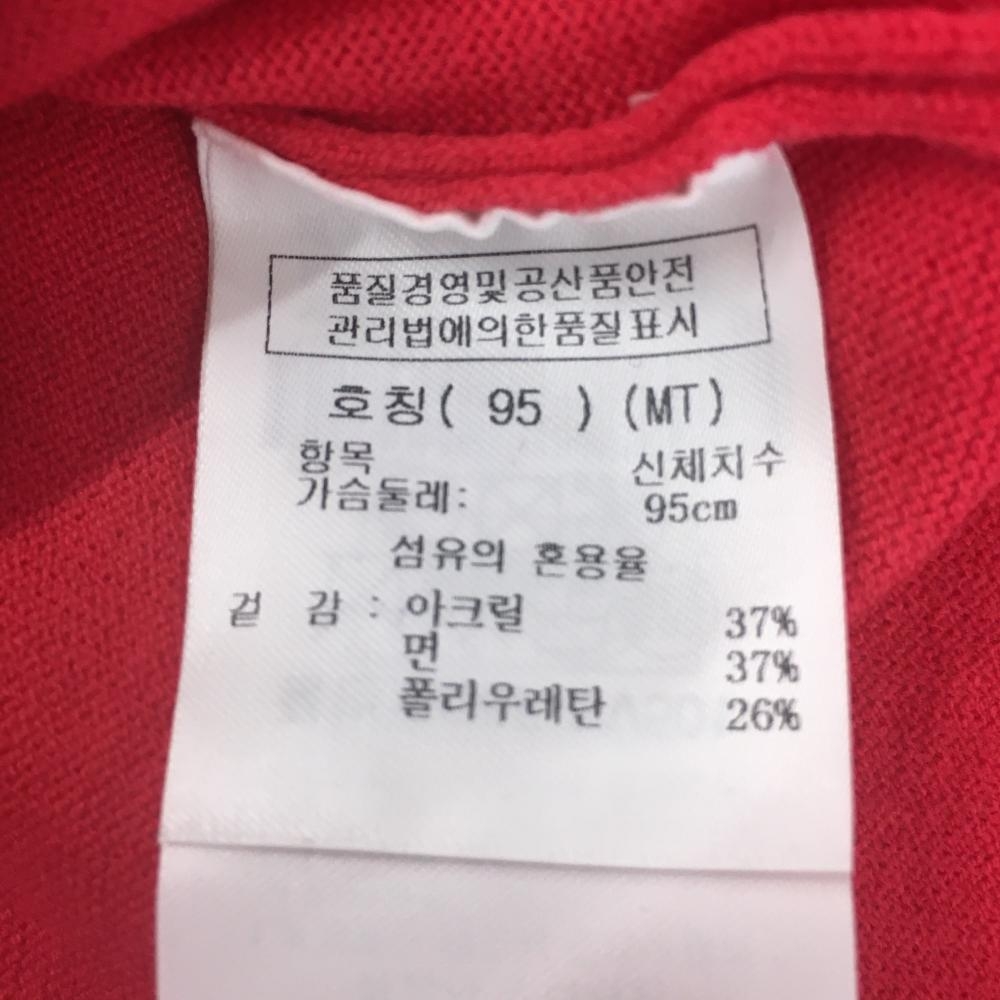 품질경영및공산품안전
관리법에의한품질표시
호칭( 95 ) (MT)
항목 신체치수
가슴둘레: 95cm
섬유의 혼용율
겉 감 : 아크릴 37%
면 37%
폴리우레탄 26%